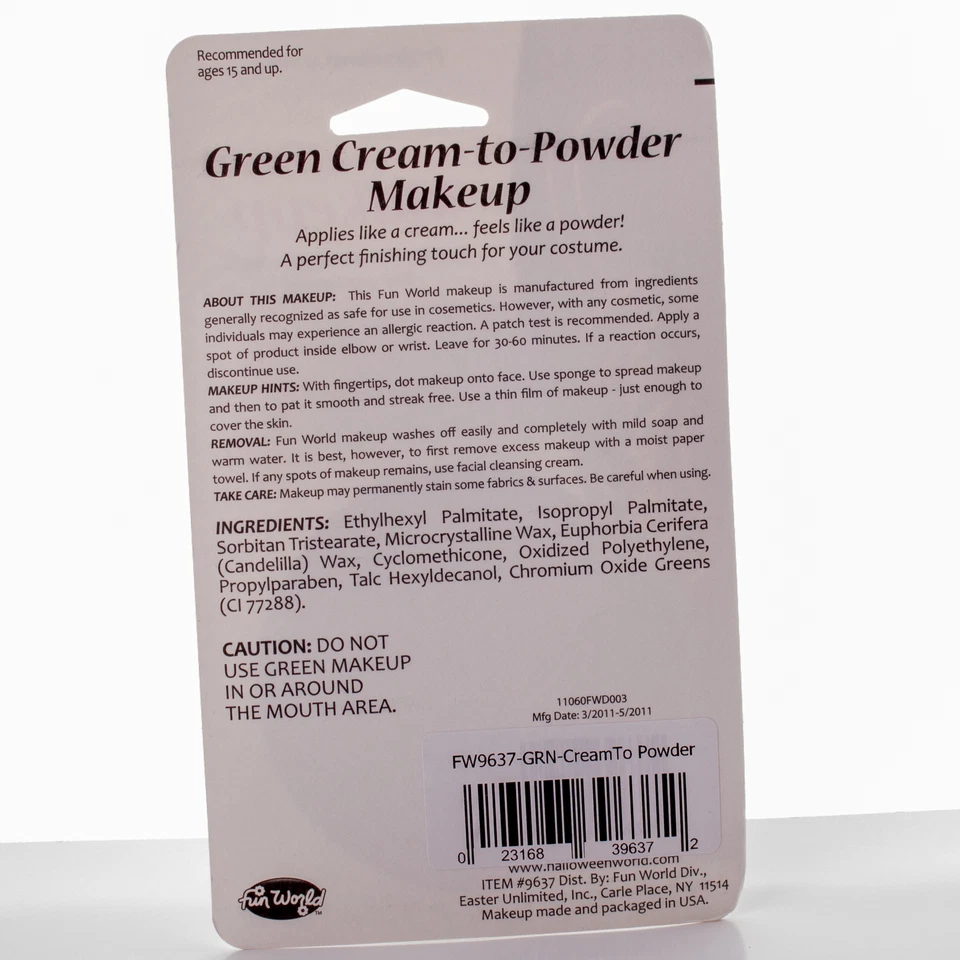 Recommended for
ages 15 and up.
Green Cream-to-Powder
Makeup
Applies like a cream... feels like a powder!
A perfect finishing touch for your costume.
ABOUT THIS MAKEUP: This Fun World makeup is manufactured from ingredients
generally recognized as safe for use in cosemetics. However, with any cosmetic, some
individuals may experience an allergic reaction. A patch test is recommended. Apply a
spot of product inside elbow or wrist. Leave for 30-60 minutes. If a reaction occurs,
discontinue use.
MAKEUP HINTS: With fingertips, dot makeup onto face. Use sponge to spread makeup
and then to pat it smooth and streak free. Use a thin film of makeup - just enough to
cover the skin.
REMOVAL: Fun World makeup washes off easily and completely with mild soap and
warm water. It is best, however, to first remove excess makeup with a moist paper
towel. If any spots of makeup remains, use facial cleansing cream.
TAKE CARE: Makeup may permanently stain some fabrics & surfaces. Be careful when using.
INGREDIENTS: Ethylhexyl Palmitate, Isopropyl Palmitate,
Sorbitan Tristearate, Microcrystalline Wax, Euphorbia Cerifera
(Candelilla) Wax, Cyclomethicone, Oxidized Polyethylene,
Propylparaben, Talc Hexyldecanol, Chromium Oxide Greens
(CI 77288).
CAUTION: DO NOT
USE GREEN MAKEUP
IN OR AROUND
THE MOUTH AREA.
11060FWD003
Mfg Date: 3/2011-5/2011
FW9637-GRN-CreamTo Powder
0 23168 39637 2
www.halloweenworld.com
ITEM #9637 Dist. By: Fun World Div.,
Easter Unlimited, Inc., Carle Place, NY 11514
Makeup made and packaged in USA.
fun World TM